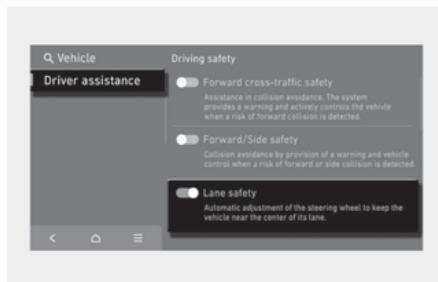 Vehicle
Driver assistance
Driving safety
Forward cross-traffic safety
Assistance in collision avoidance. The system
provides a warning and actively controls thd vehivle
when a risk of forward collision is detected.
Forward/Side safety
Collision avoidance by provision of a warning and vehicle
control when a risk of forward or side collision is detected.
Lane safety
Automatic adjustment of the steering wheel to keep the
vehicle near the center of its lane.